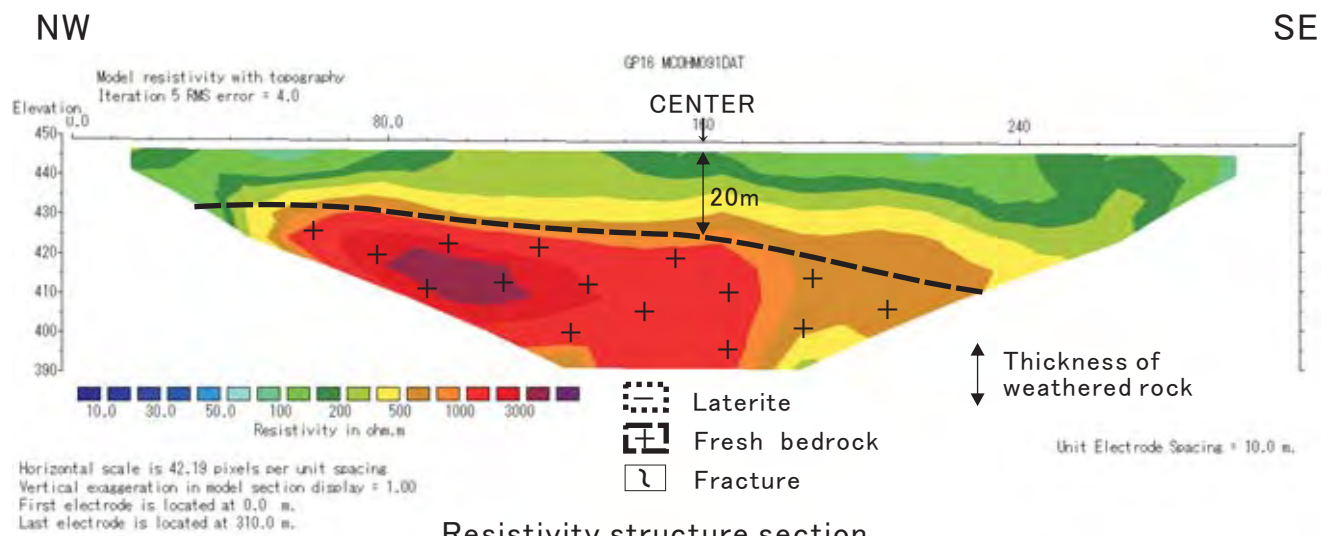 NW
SE
GP16 MCOHM091DAT
Model resistivity with topography
Iteration 5 RMS error = 4.0
CENTER
Elevation
0.0 80.0 160 240
450
440
430
420
410
400
390
20m
10.0 30.0 50.0 100 200 500 1000 3000
Resistivity in ohm.m
Laterite
Fresh bedrock
Fracture
Thickness of
weathered rock
Unit Electrode Spacing = 10.0 m.
Horizontal scale is 42.19 pixels per unit spacing
Vertical exaggeration in model section display = 1.00
First electrode is located at 0.0 m.
Last electrode is located at 310.0 m.
Resistivity structure section